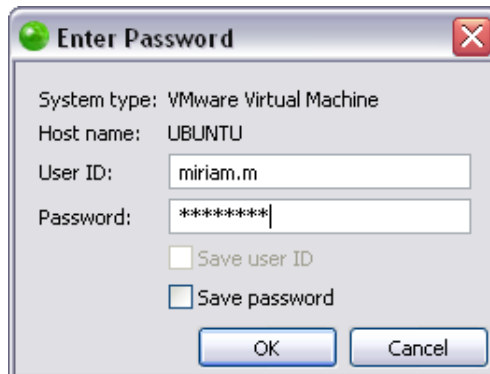 Enter Password
System type: VMware Virtual Machine
Host name: UBUNTU
User ID: miriam.m
Password: ********
Save user ID
Save password
OK Cancel